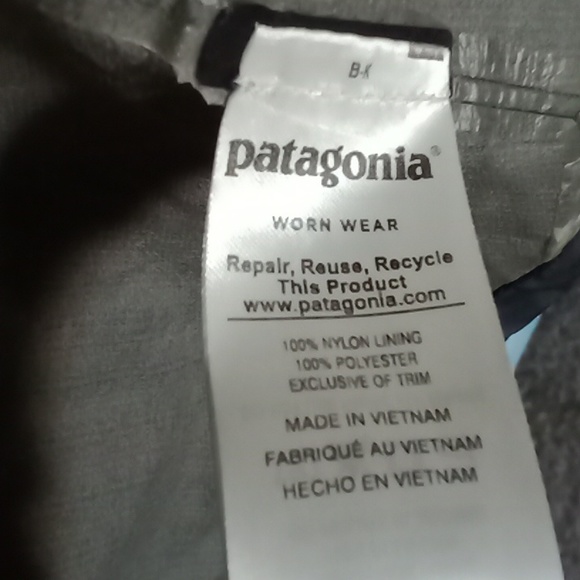 B-K
patagonia®
WORN WEAR
Repair, Reuse, Recycle
This Product
www.patagonia.com
100% NYLON LINING
100% POLYESTER
EXCLUSIVE OF TRIM
MADE IN VIETNAM
FABRIQUÉ AU VIETNAM
HECHO EN VIETNAM